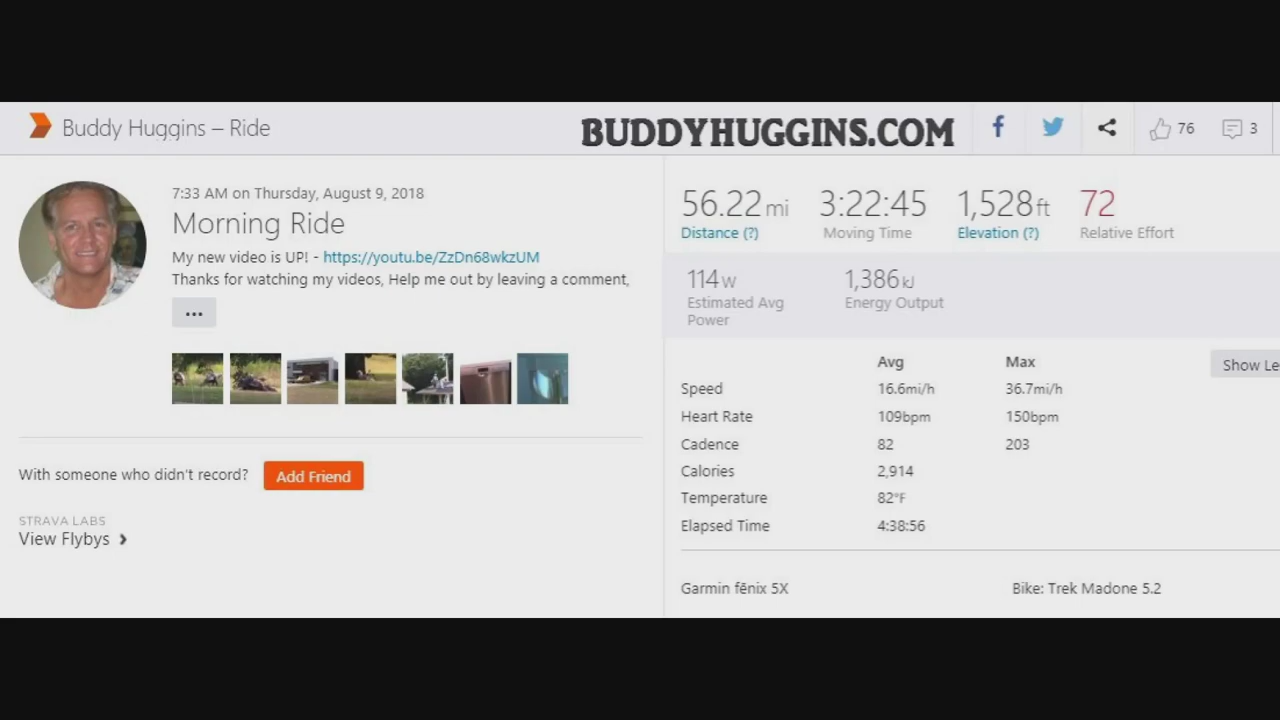 Buddy Huggins – Ride
BUDDYHUGGINS.COM
76
3
7:33 AM on Thursday, August 9, 2018
Morning Ride
My new video is UP! - https://youtu.be/ZzDn68wkzUM
Thanks for watching my videos, Help me out by leaving a comment,
...
With someone who didn't record? Add Friend
STRAVA LABS
View Flybys
56.22 mi 3:22:45 1,528 ft 72
Distance (?) Moving Time Elevation (?) Relative Effort
114 W 1,386 kJ
Estimated Avg Energy Output
Power
Avg Max
Show Le
Speed 16.6mi/h 36.7mi/h
Heart Rate 109bpm 150bpm
Cadence 82 203
Calories 2,914
Temperature 82°F
Elapsed Time 4:38:56
Garmin fēnix 5X Bike: Trek Madone 5.2